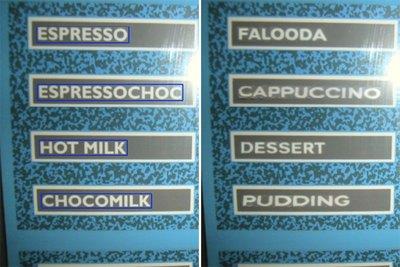 ESPRESSO
ESPRESSOCHOC
HOT MILK
CHOCOMILK
FALOODA
CAPPUCCINO
DESSERT
PUDDING